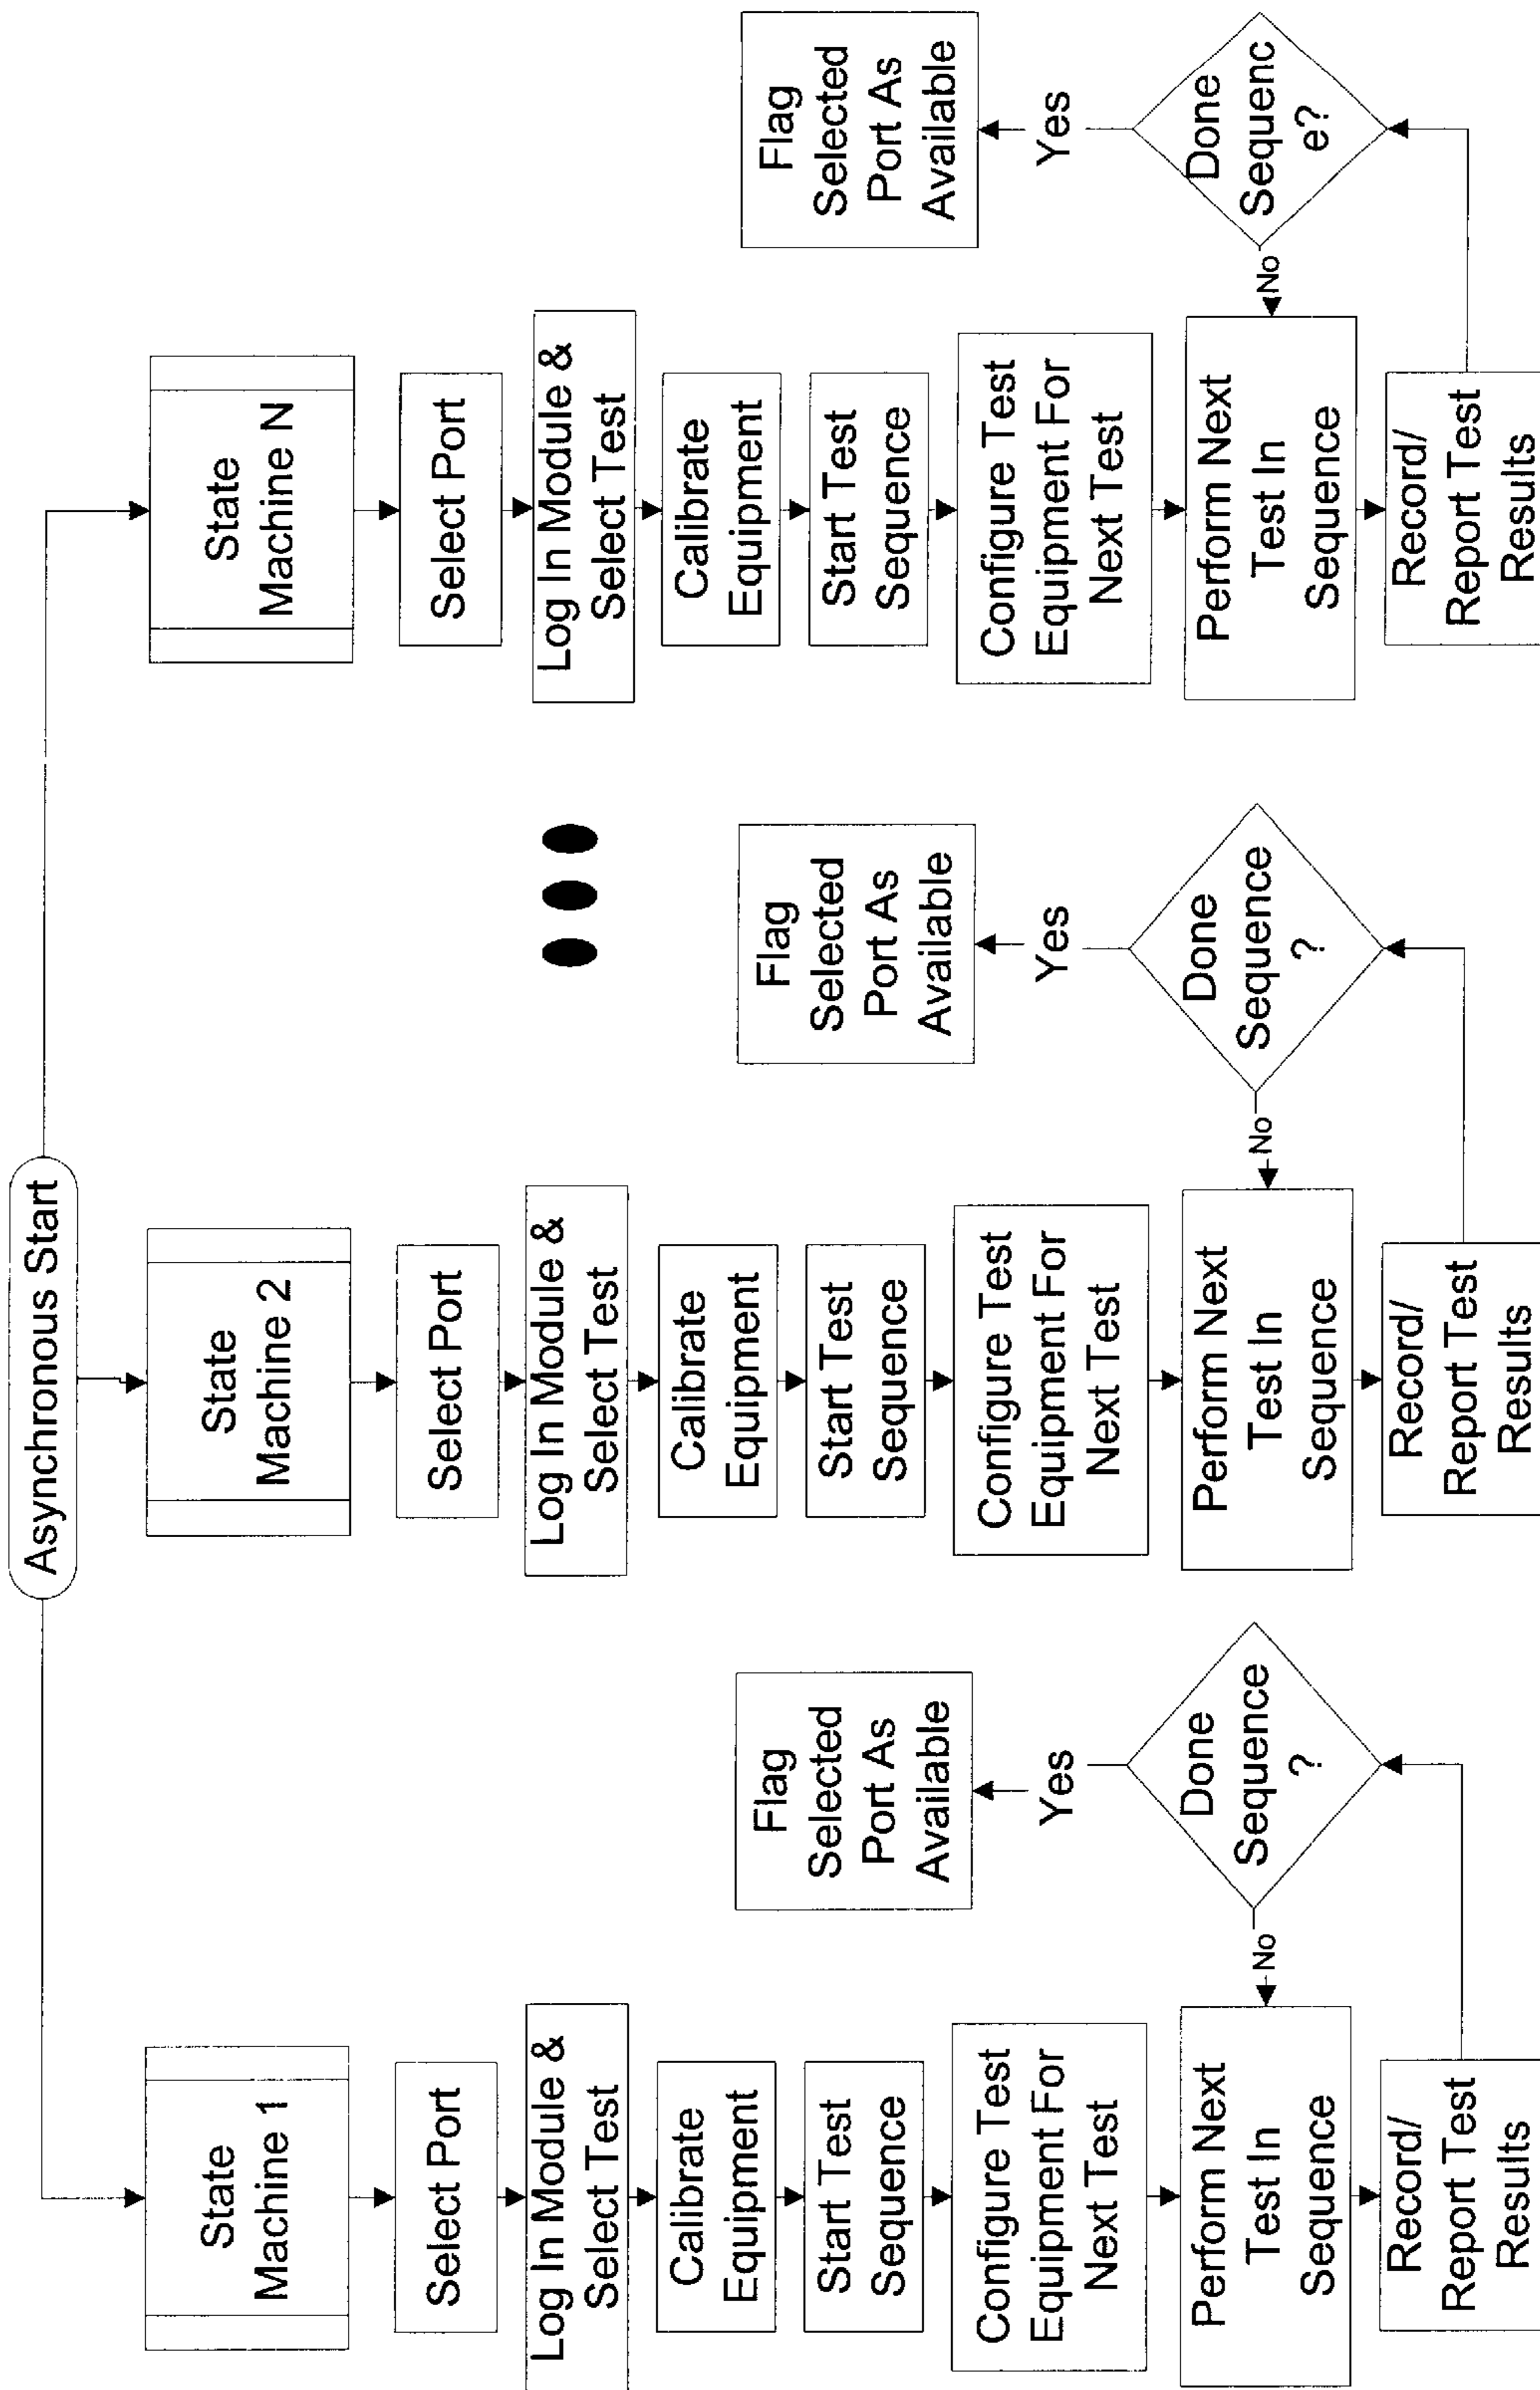 Asynchronous Start
State
Machine 1
Select Port
Log In Module &
Select Test
Calibrate
Equipment
Start Test
Sequence
Configure Test
Equipment For
Next Test
Perform Next
Test In
Sequence
Record/
Report Test
Results
Done
Sequence
?
No
Yes
Flag
Selected
Port As
Available
State
Machine 2
Select Port
Log In Module &
Select Test
Calibrate
Equipment
Start Test
Sequence
Configure Test
Equipment For
Next Test
Perform Next
Test In
Sequence
Record/
Report Test
Results
Done
Sequence
?
No
Yes
Flag
Selected
Port As
Available
State
Machine N
Select Port
Log In Module &
Select Test
Calibrate
Equipment
Start Test
Sequence
Configure Test
Equipment For
Next Test
Perform Next
Test In
Sequence
Record/
Report Test
Results
Done
Sequenc
e?
No
Yes
Flag
Selected
Port As
Available